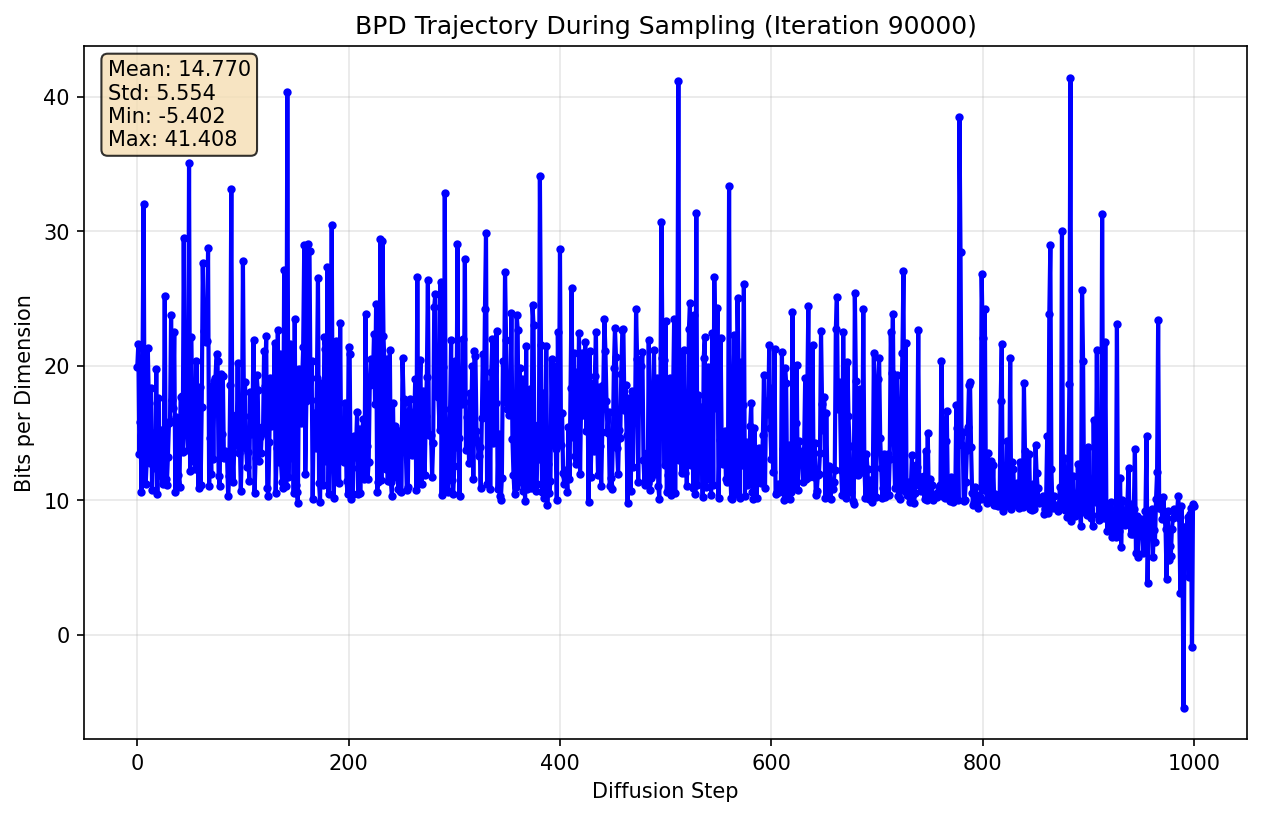 BPD Trajectory During Sampling (Iteration 90000)
Mean: 14.770
Std: 5.554
Min: -5.402
Max: 41.408
Bits per Dimension
40
30
20
10
0
0 200 400 600 800 1000
Diffusion Step